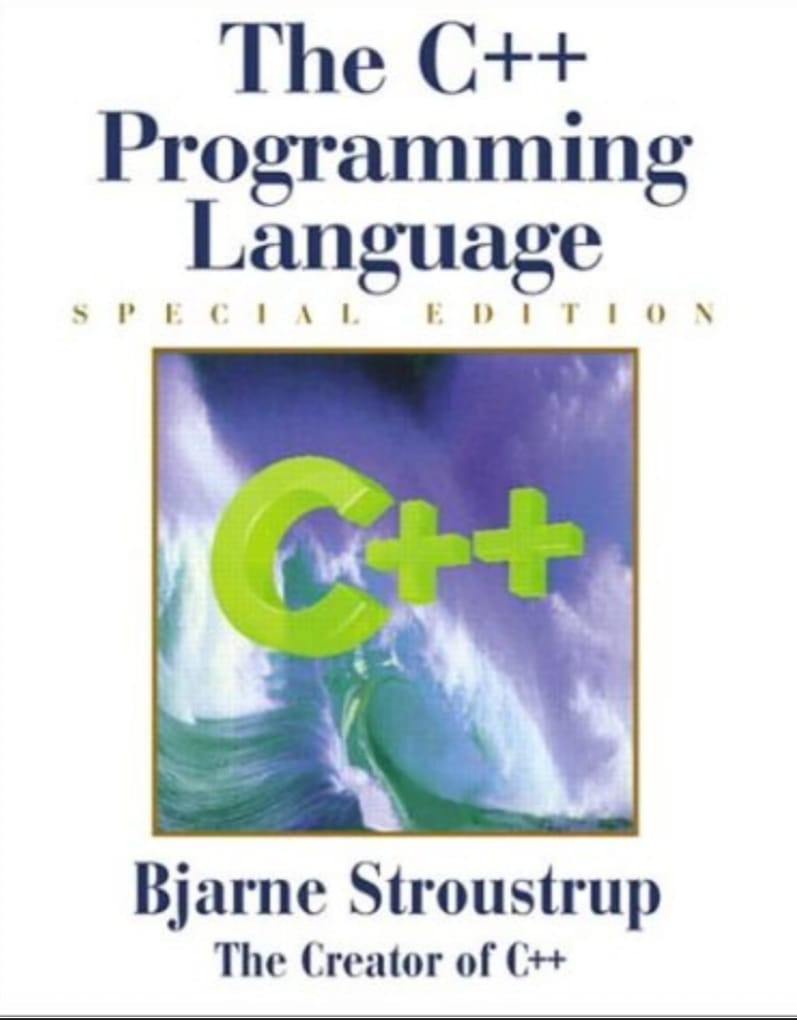 The C++
Programming
Language
SPECIAL EDITION
C++
Bjarne Stroustrup
The Creator of C++